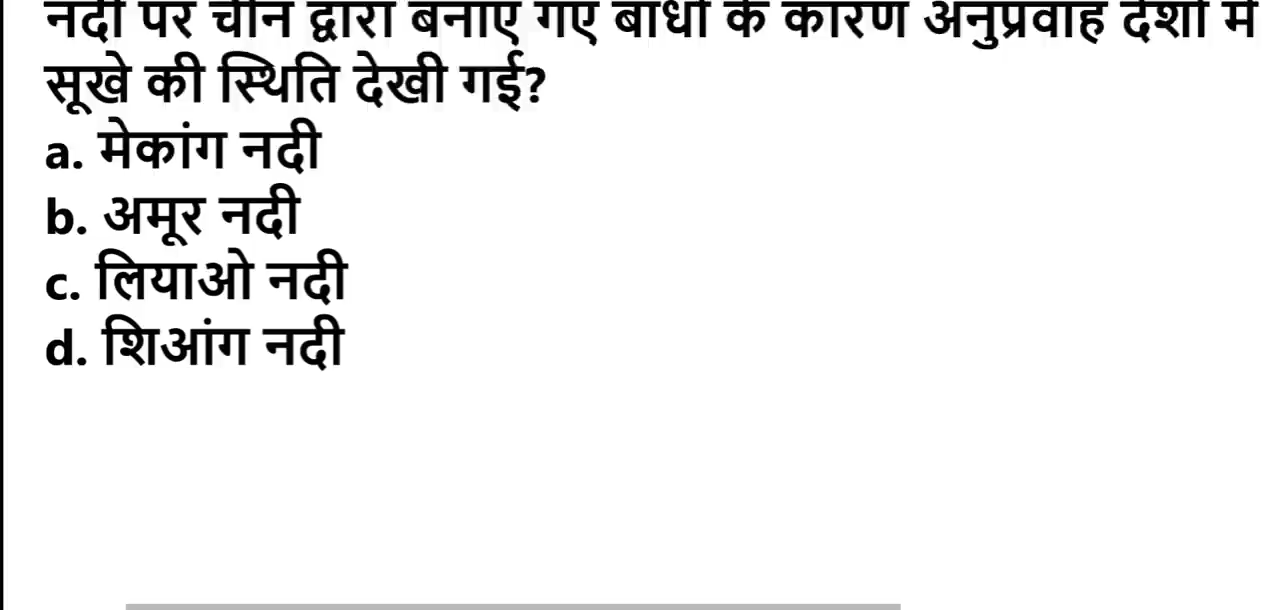 नदी पर चीन द्वारा बनाए गए बांधों के कारण अनुप्रवाह देशों में
सूखे की स्थिति देखी गई?
a. मेकांग नदी
b. अमूर नदी
c. लियाओ नदी
d. शिआंग नदी